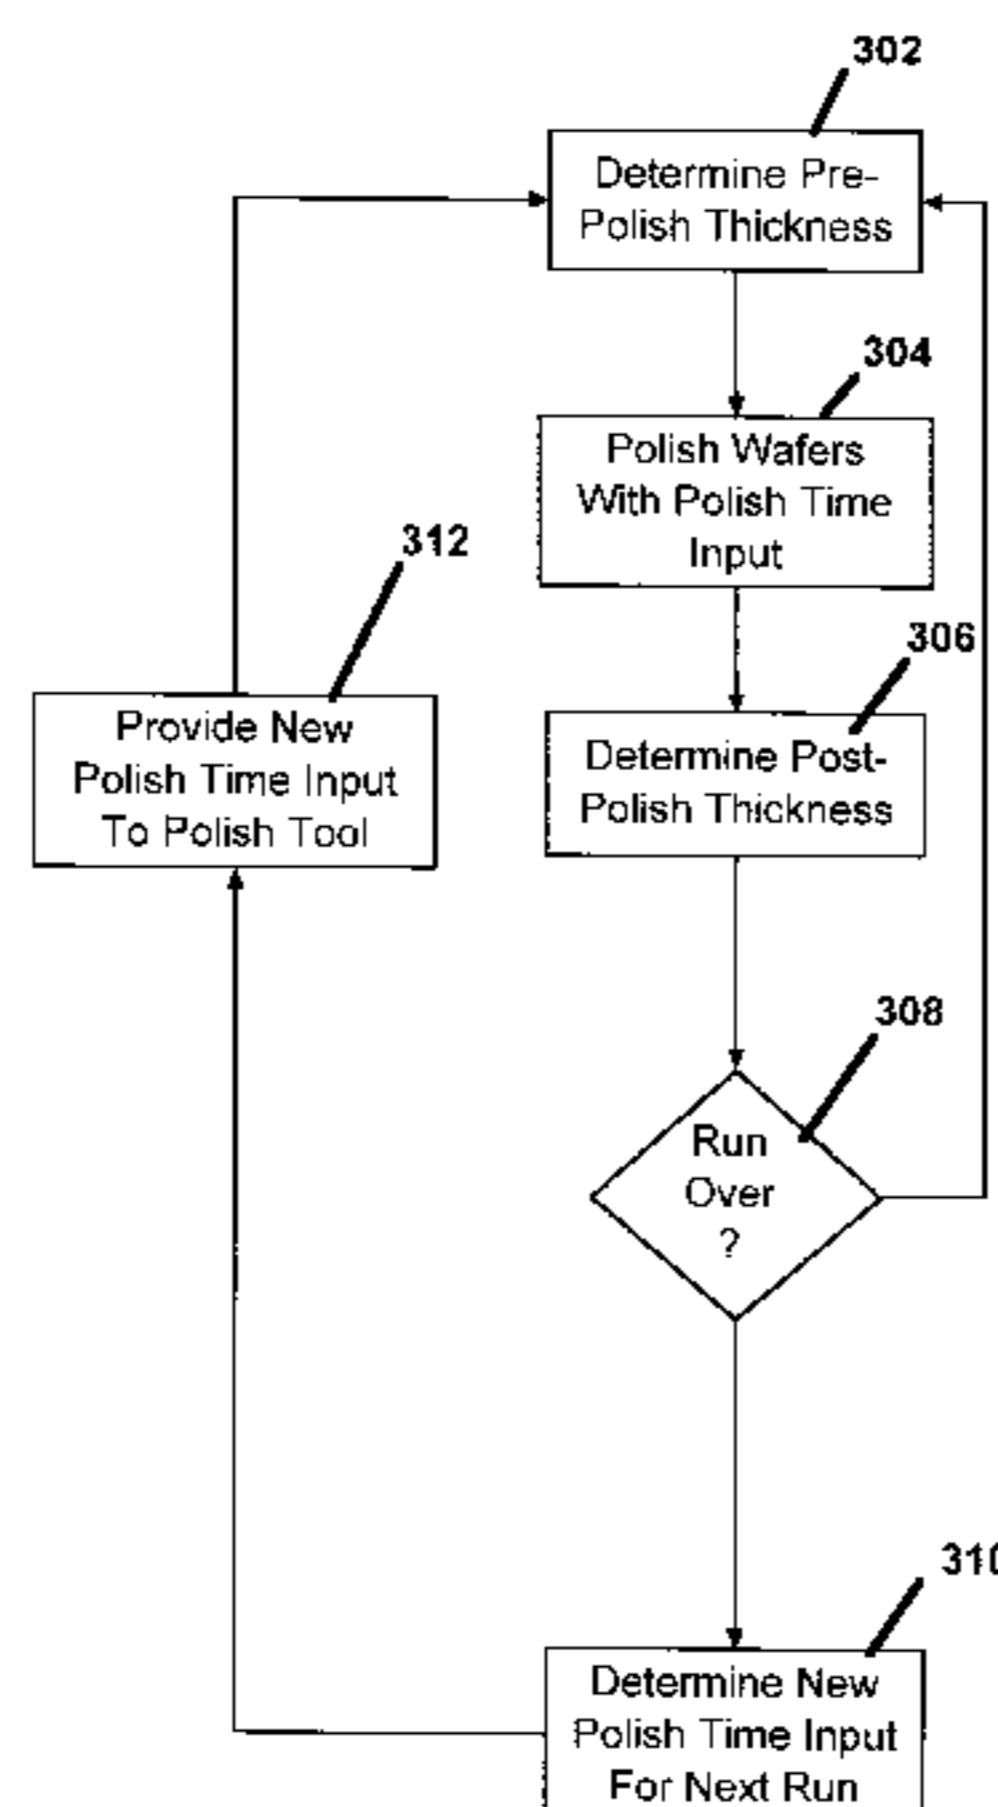 302
Determine Pre-
Polish Thickness
304
Polish Wafers
With Polish Time
Input
312
306
Provide New
Polish Time Input
To Polish Tool
Determine Post-
Polish Thickness
308
Run
Over
?
310
Determine New
Polish Time Input
For Next Run